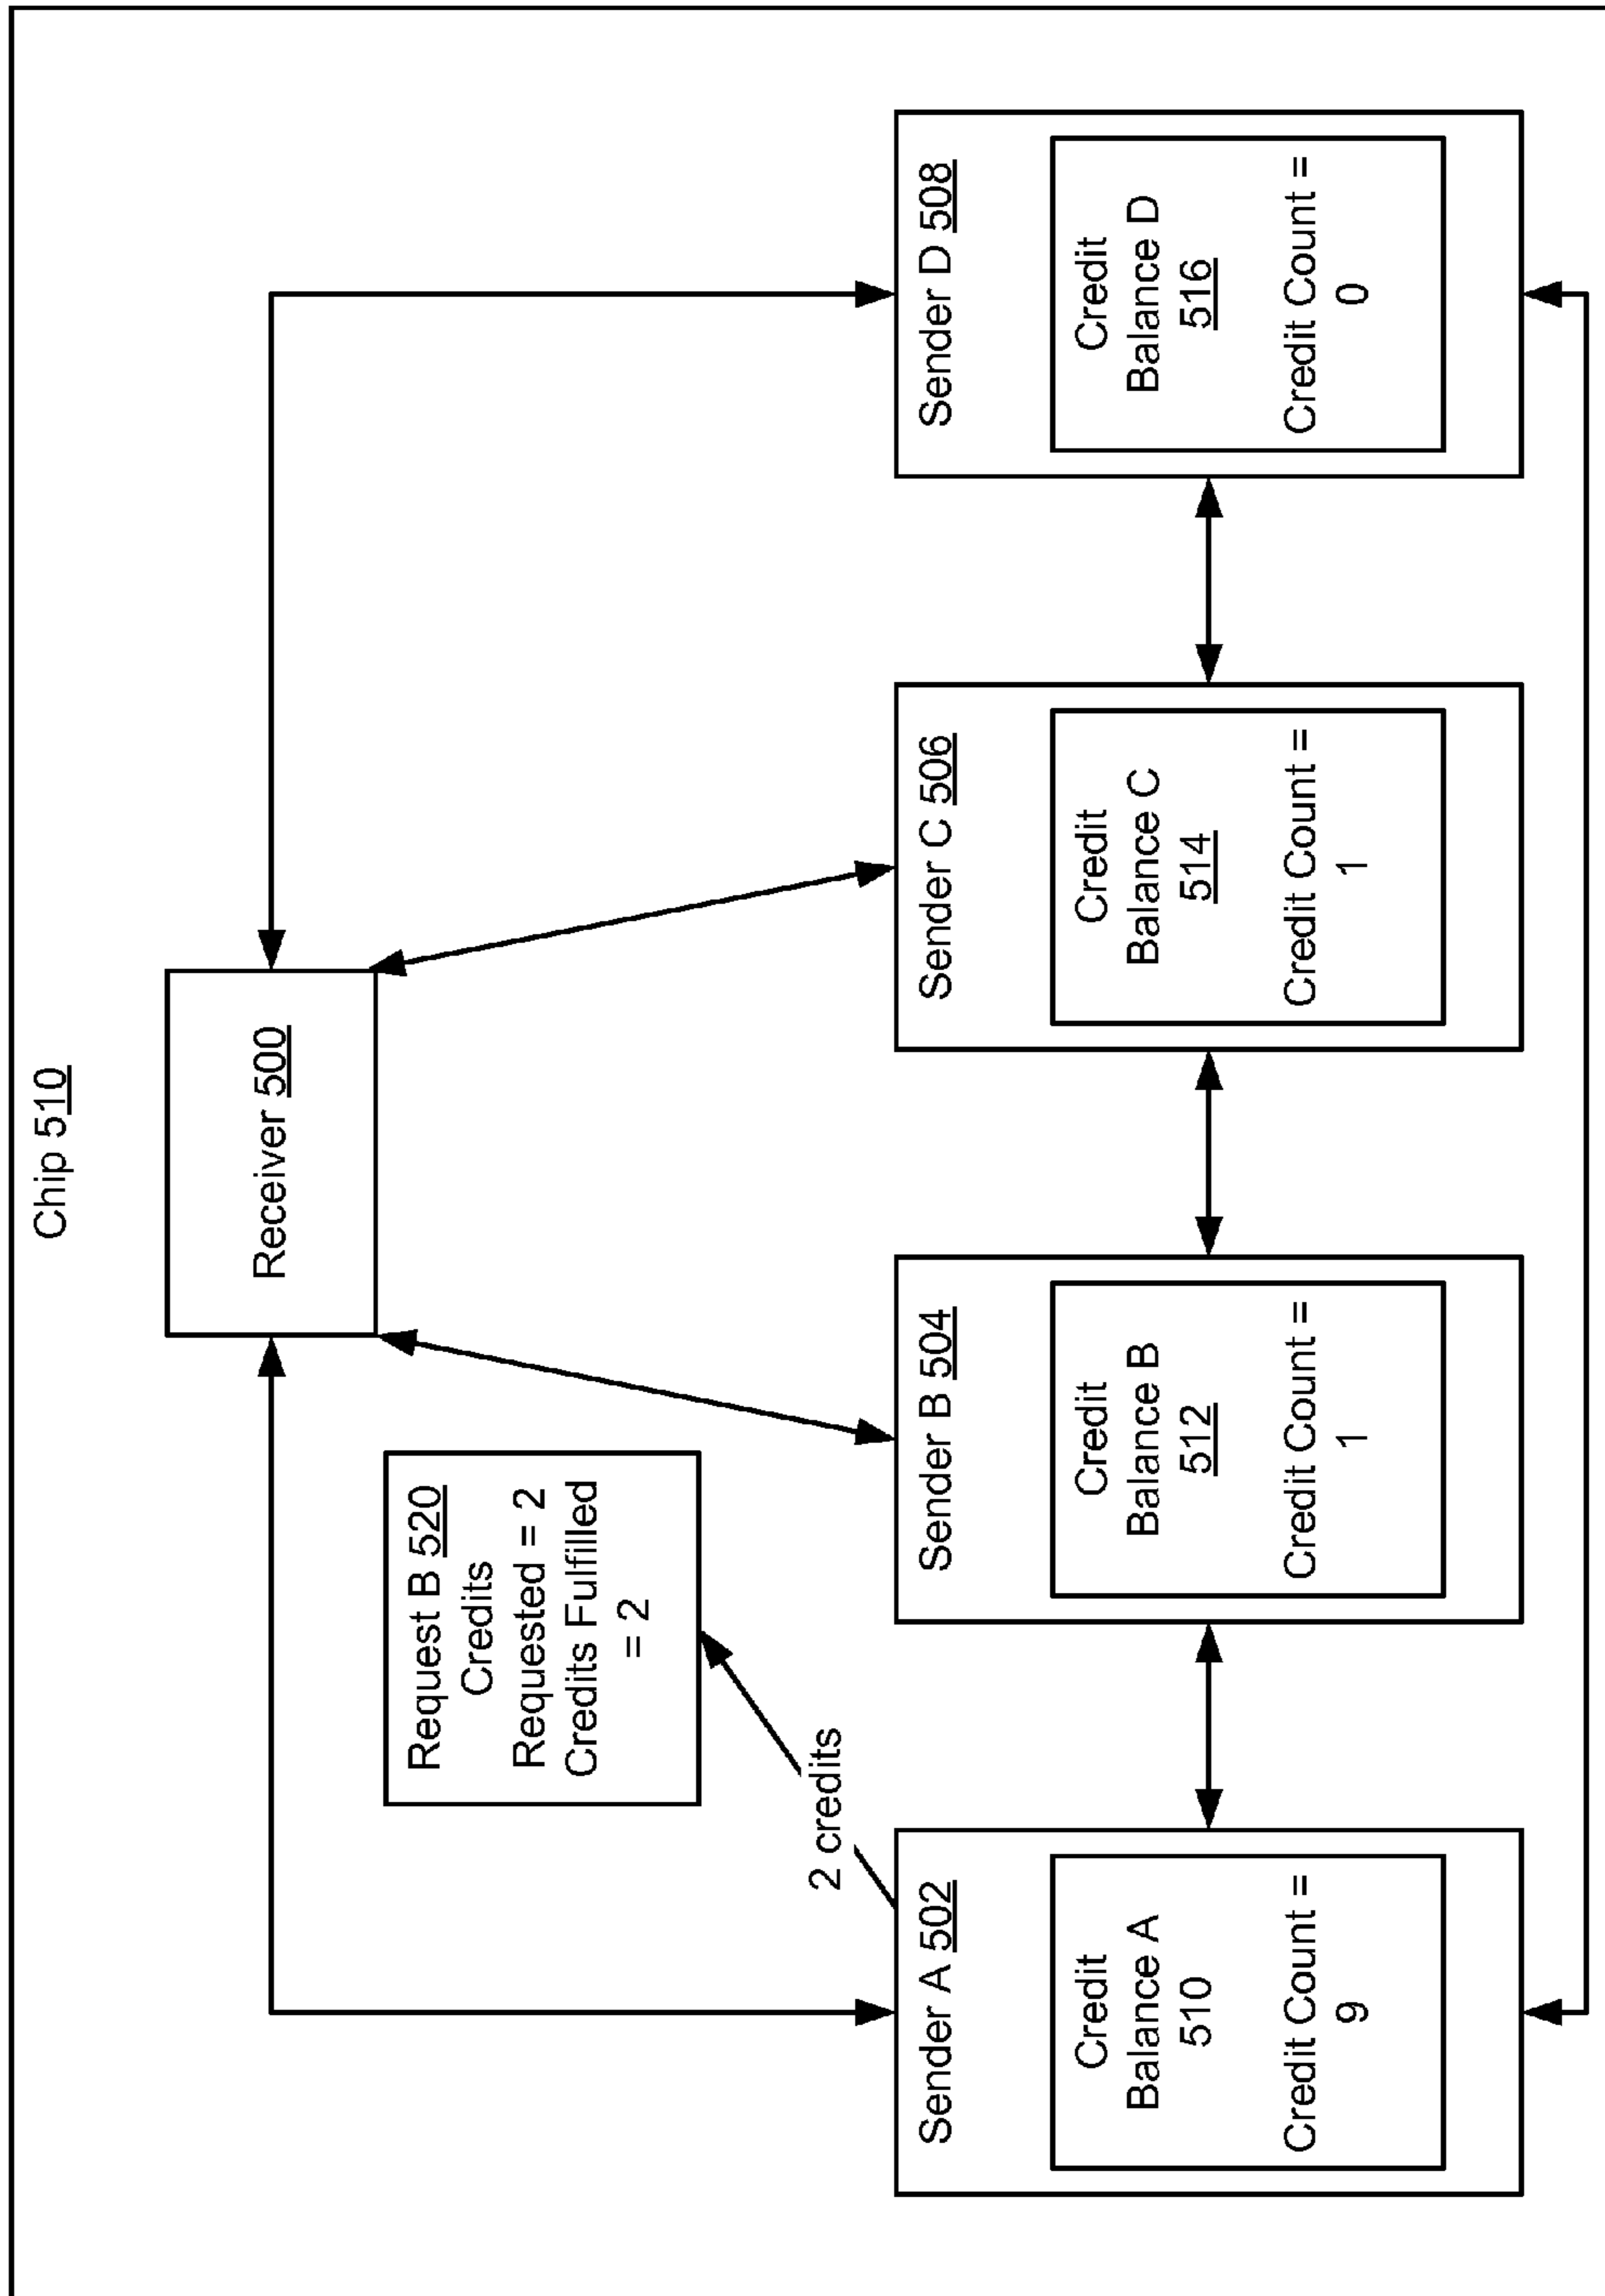 Chip 510
Receiver 500
Request B 520
Credits
Requested = 2
Credits Fulfilled
= 2
2 credits
Sender A 502
Credit
Balance A
510
Credit Count =
9
Sender B 504
Credit
Balance B
512
Credit Count =
1
Sender C 506
Credit
Balance C
514
Credit Count =
1
Sender D 508
Credit
Balance D
516
Credit Count =
0